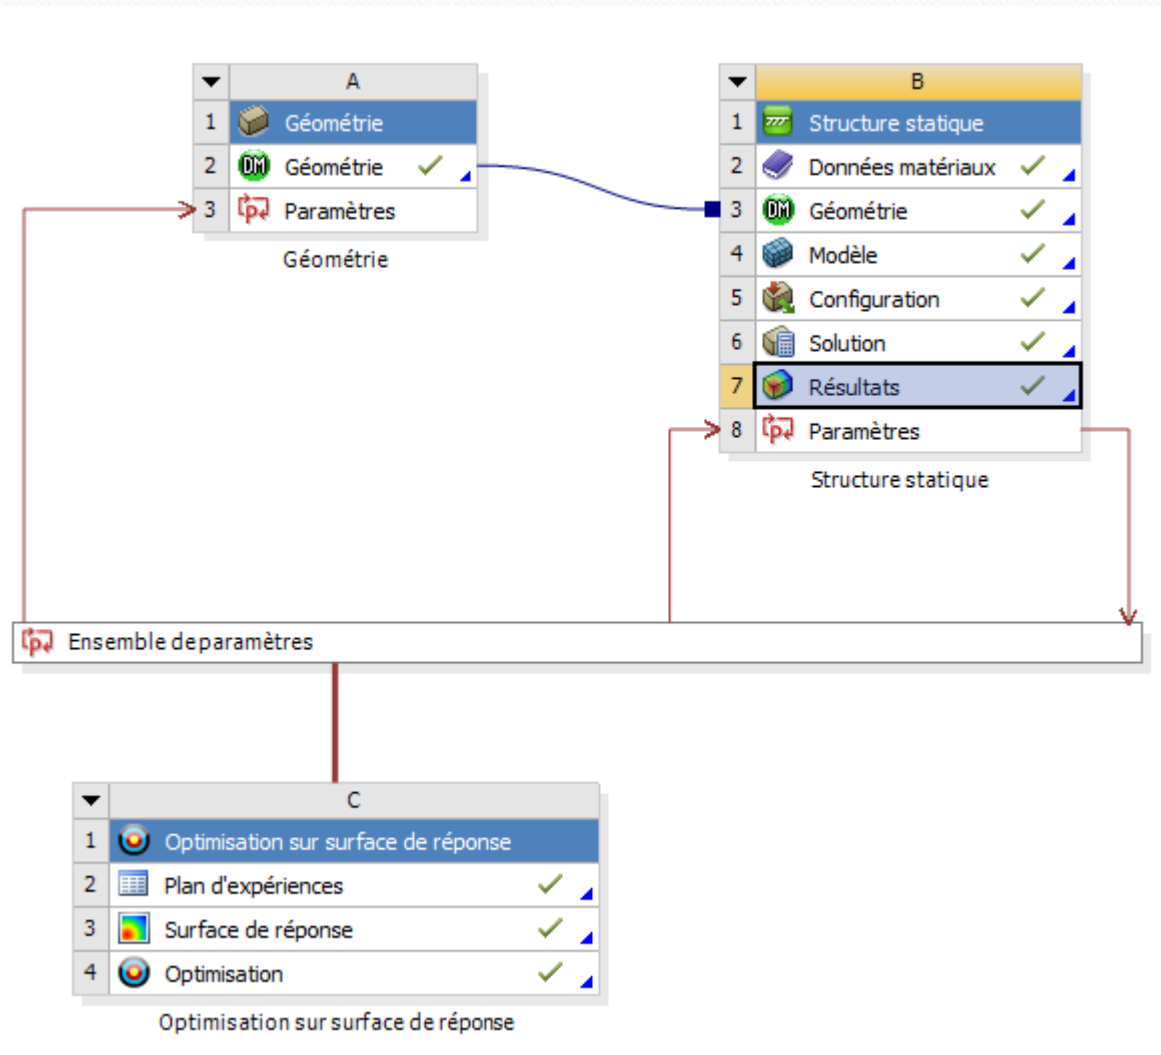 A
1 Géométrie
2 DM Géométrie
3 Paramètres
Géométrie
B
1 Structure statique
2 Données matériaux
3 DM Géométrie
4 Modèle
5 Configuration
6 Solution
7 Résultats
8 Paramètres
Structure statique
Ensemble de paramètres
C
1 Optimisation sur surface de réponse
2 Plan d'expériences
3 Surface de réponse
4 Optimisation
Optimisation sur surface de réponse